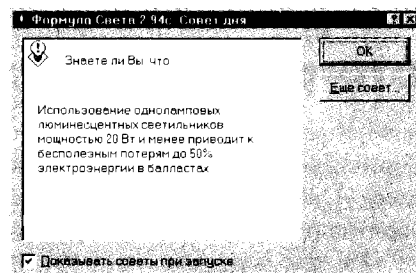 Формула Света 2.94c: Совет дня
Знаете ли Вы что
OK
Еще совет...
Использование одноламповых
люминесцентных светильников
мощностью 20 Вт и менее приводит к
бесполезным потерям до 50%
электроэнергии в балластах
Показывать советы при запуске